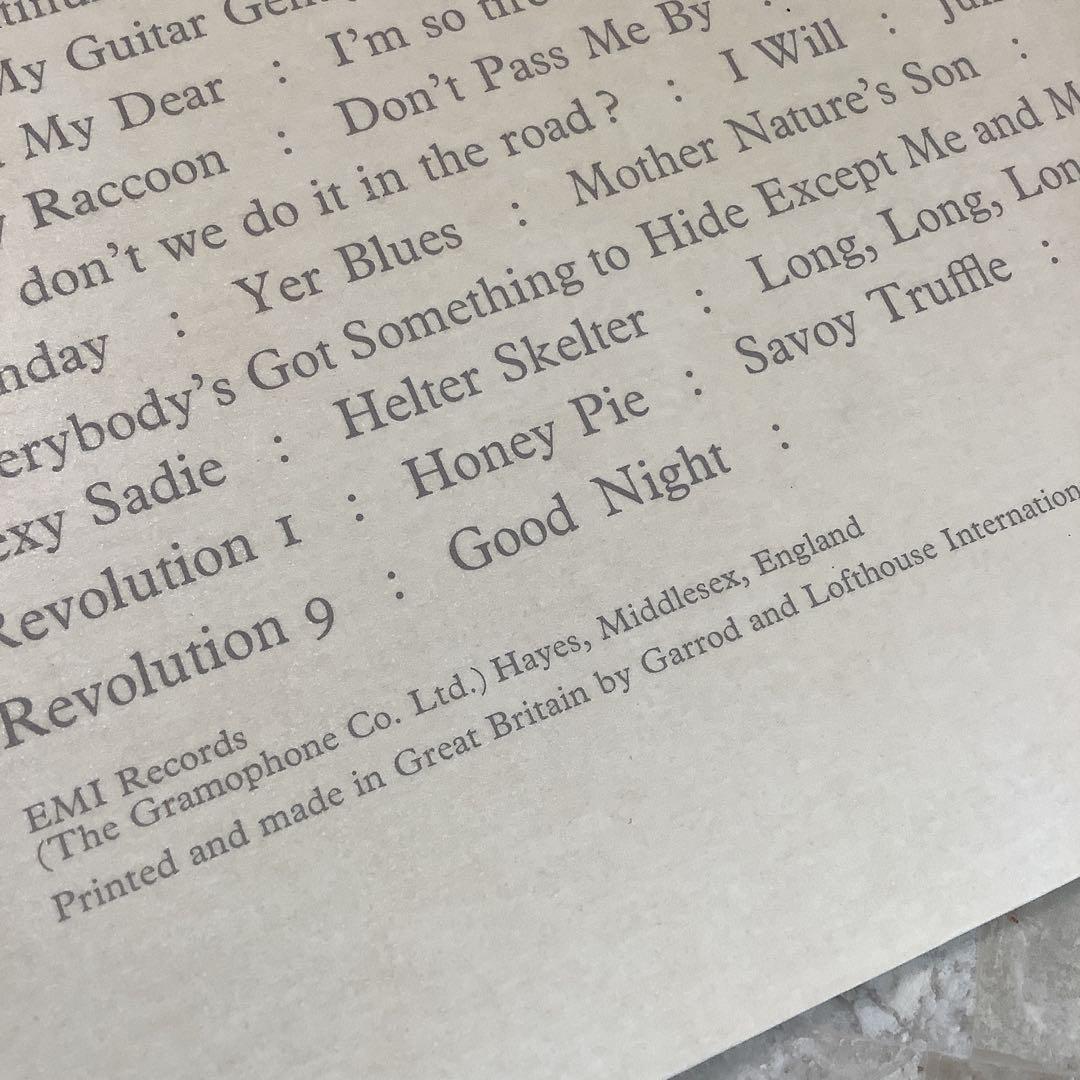 My Guitar
My Dear : I'm so
Raccoon : Don't Pass Me By :
don't we do it in the road? : I Will :
Yer Blues : Mother Nature's Son :
Got Something to Hide Except Me and
Sadie : Helter Skelter : Long, Long,
Revolution 1 : Honey Pie : Savoy Truffle :
Revolution 9 : Good Night :
EMI Records
(The Gramophone Co. Ltd.) Hayes, Middlesex, England
Printed and made in Great Britain by Garrod and Lofthouse